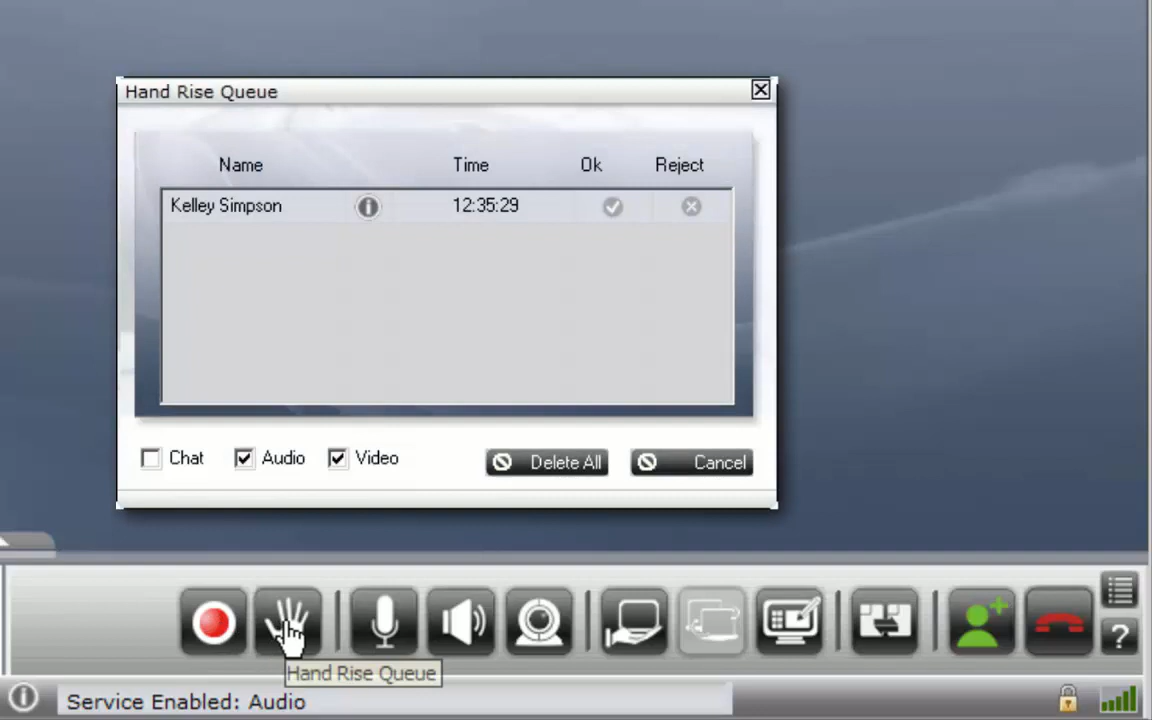 Hand Rise Queue
Name Time Ok Reject
Kelley Simpson 12:35:29
Chat Audio Video Delete All Cancel
Hand Rise Queue
Service Enabled: Audio